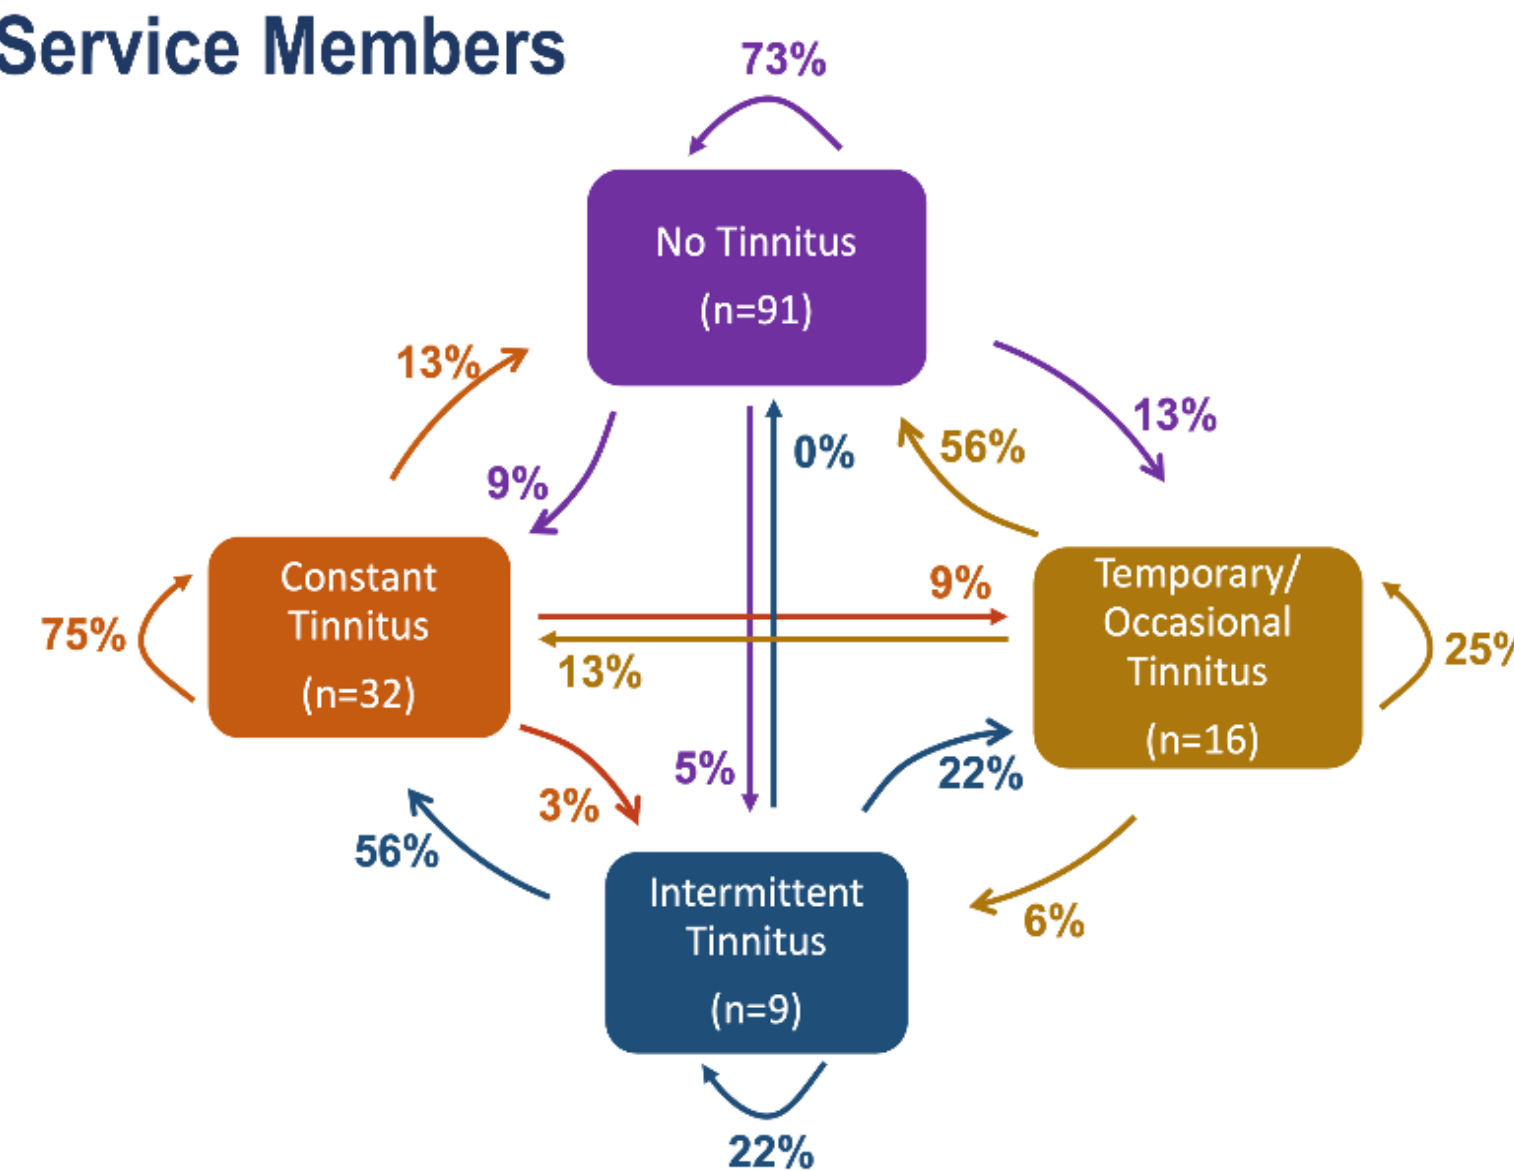 Service Members
73%
No Tinnitus
(n=91)
13%
13%
0%
56%
9%
Constant
Tinnitus
(n=32)
75%
9%
13%
Temporary/
Occasional
Tinnitus
(n=16)
25%
5%
22%
3%
56%
6%
Intermittent
Tinnitus
(n=9)
22%